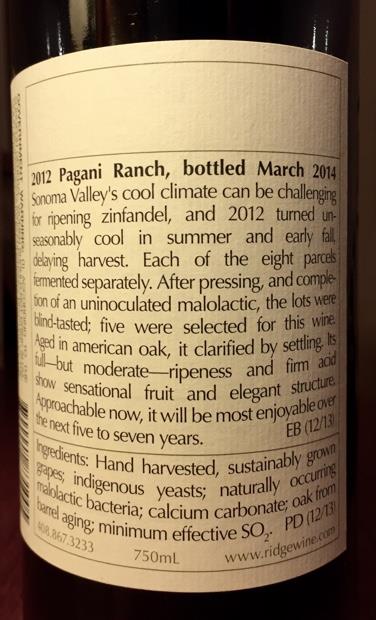 2012 Pagani Ranch, bottled March 2014
Sonoma Valley's cool climate can be challenging
for ripening zinfandel, and 2012 turned un-
seasonably cool in summer and early fall,
delaying harvest. Each of the eight parcels
fermented separately. After pressing, and comple-
tion of an uninoculated malolactic, the lots were
blind-tasted; five were selected for this wine.
Aged in american oak, it clarified by settling. Its
full—but moderate—ripeness and firm acid
show sensational fruit and elegant structure.
Approachable now, it will be most enjoyable over
the next five to seven years. EB (12/13)
Ingredients: Hand harvested, sustainably grown
grapes; indigenous yeasts; naturally occurring
malolactic bacteria; calcium carbonate; oak from
barrel aging; minimum effective SO₂. PD (12/13)
408.867.3233 750mL www.ridgewine.com
GOVERNMENT WARNING: